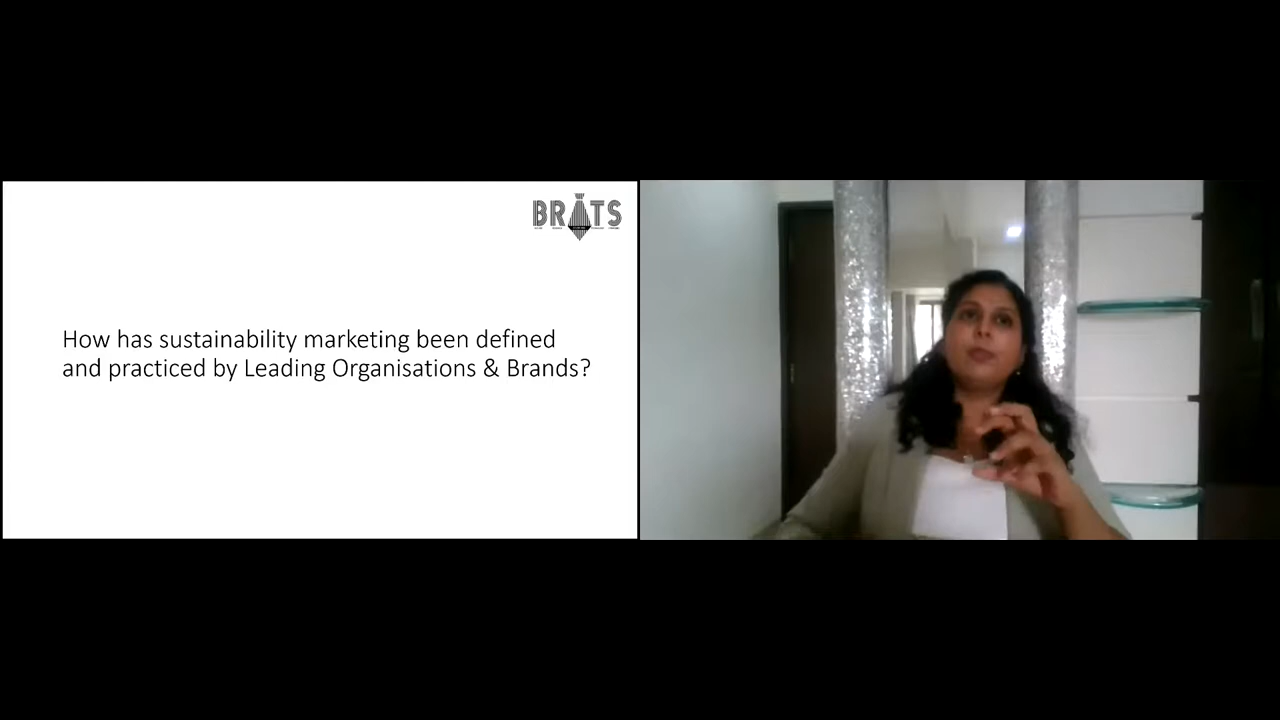 BRATS
How has sustainability marketing been defined
and practiced by Leading Organisations & Brands?